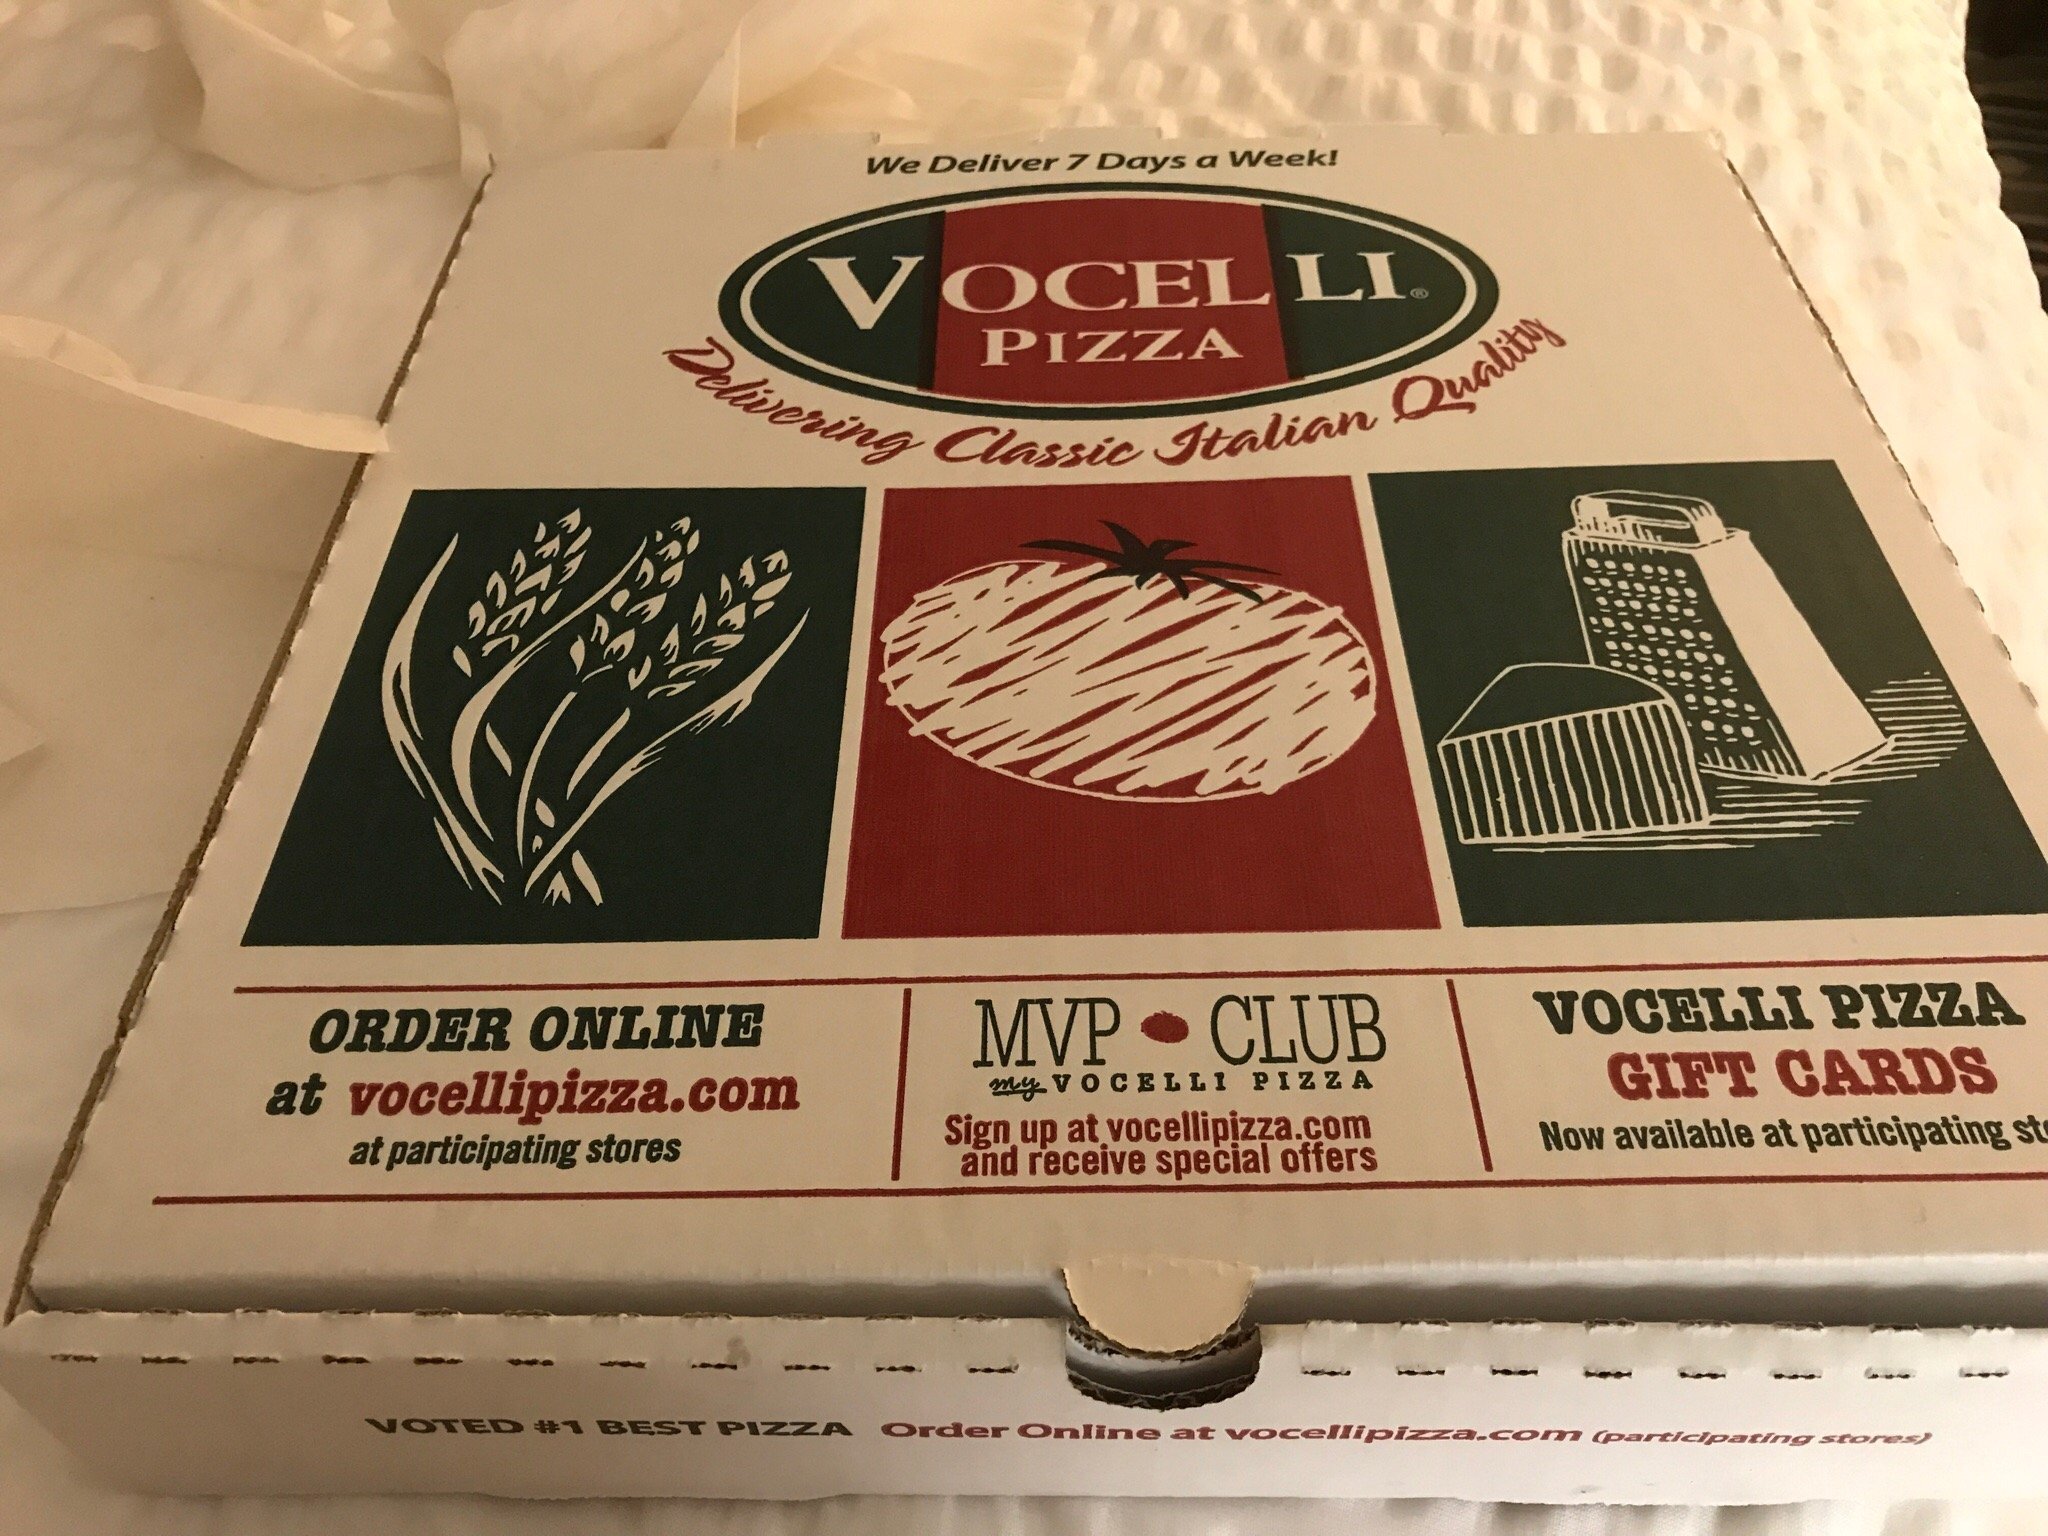 We Deliver 7 Days a Week!
VOCELLI®
PIZZA
Delivering Classic Italian Quality
ORDER ONLINE
at vocellipizza.com
at participating stores
MVP • CLUB
my VOCELLI PIZZA
Sign up at vocellipizza.com
and receive special offers
VOCELLI PIZZA
GIFT CARDS
Now available at participating
VOTED #1 BEST PIZZA Order Online at vocellipizza.com (participating stores)